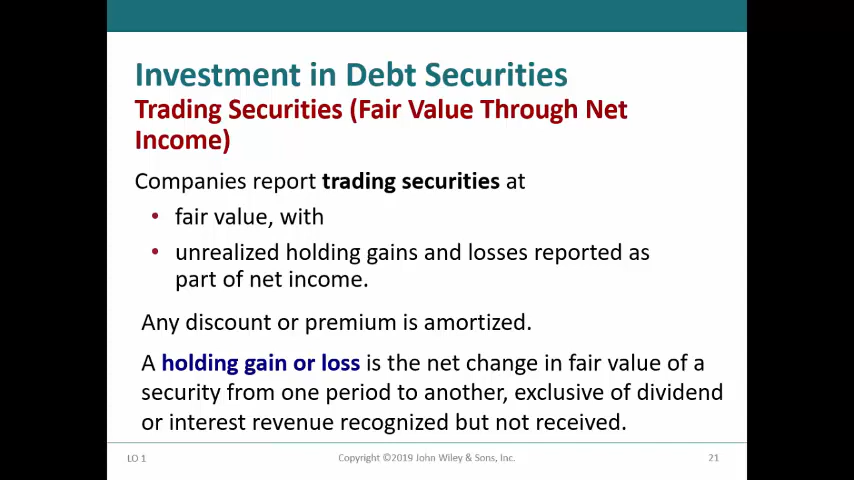 Investment in Debt Securities
Trading Securities (Fair Value Through Net
Income)
Companies report trading securities at
• fair value, with
• unrealized holding gains and losses reported as
part of net income.
Any discount or premium is amortized.
A holding gain or loss is the net change in fair value of a
security from one period to another, exclusive of dividend
or interest revenue recognized but not received.
LO 1
Copyright ©2019 John Wiley & Sons, Inc.
21